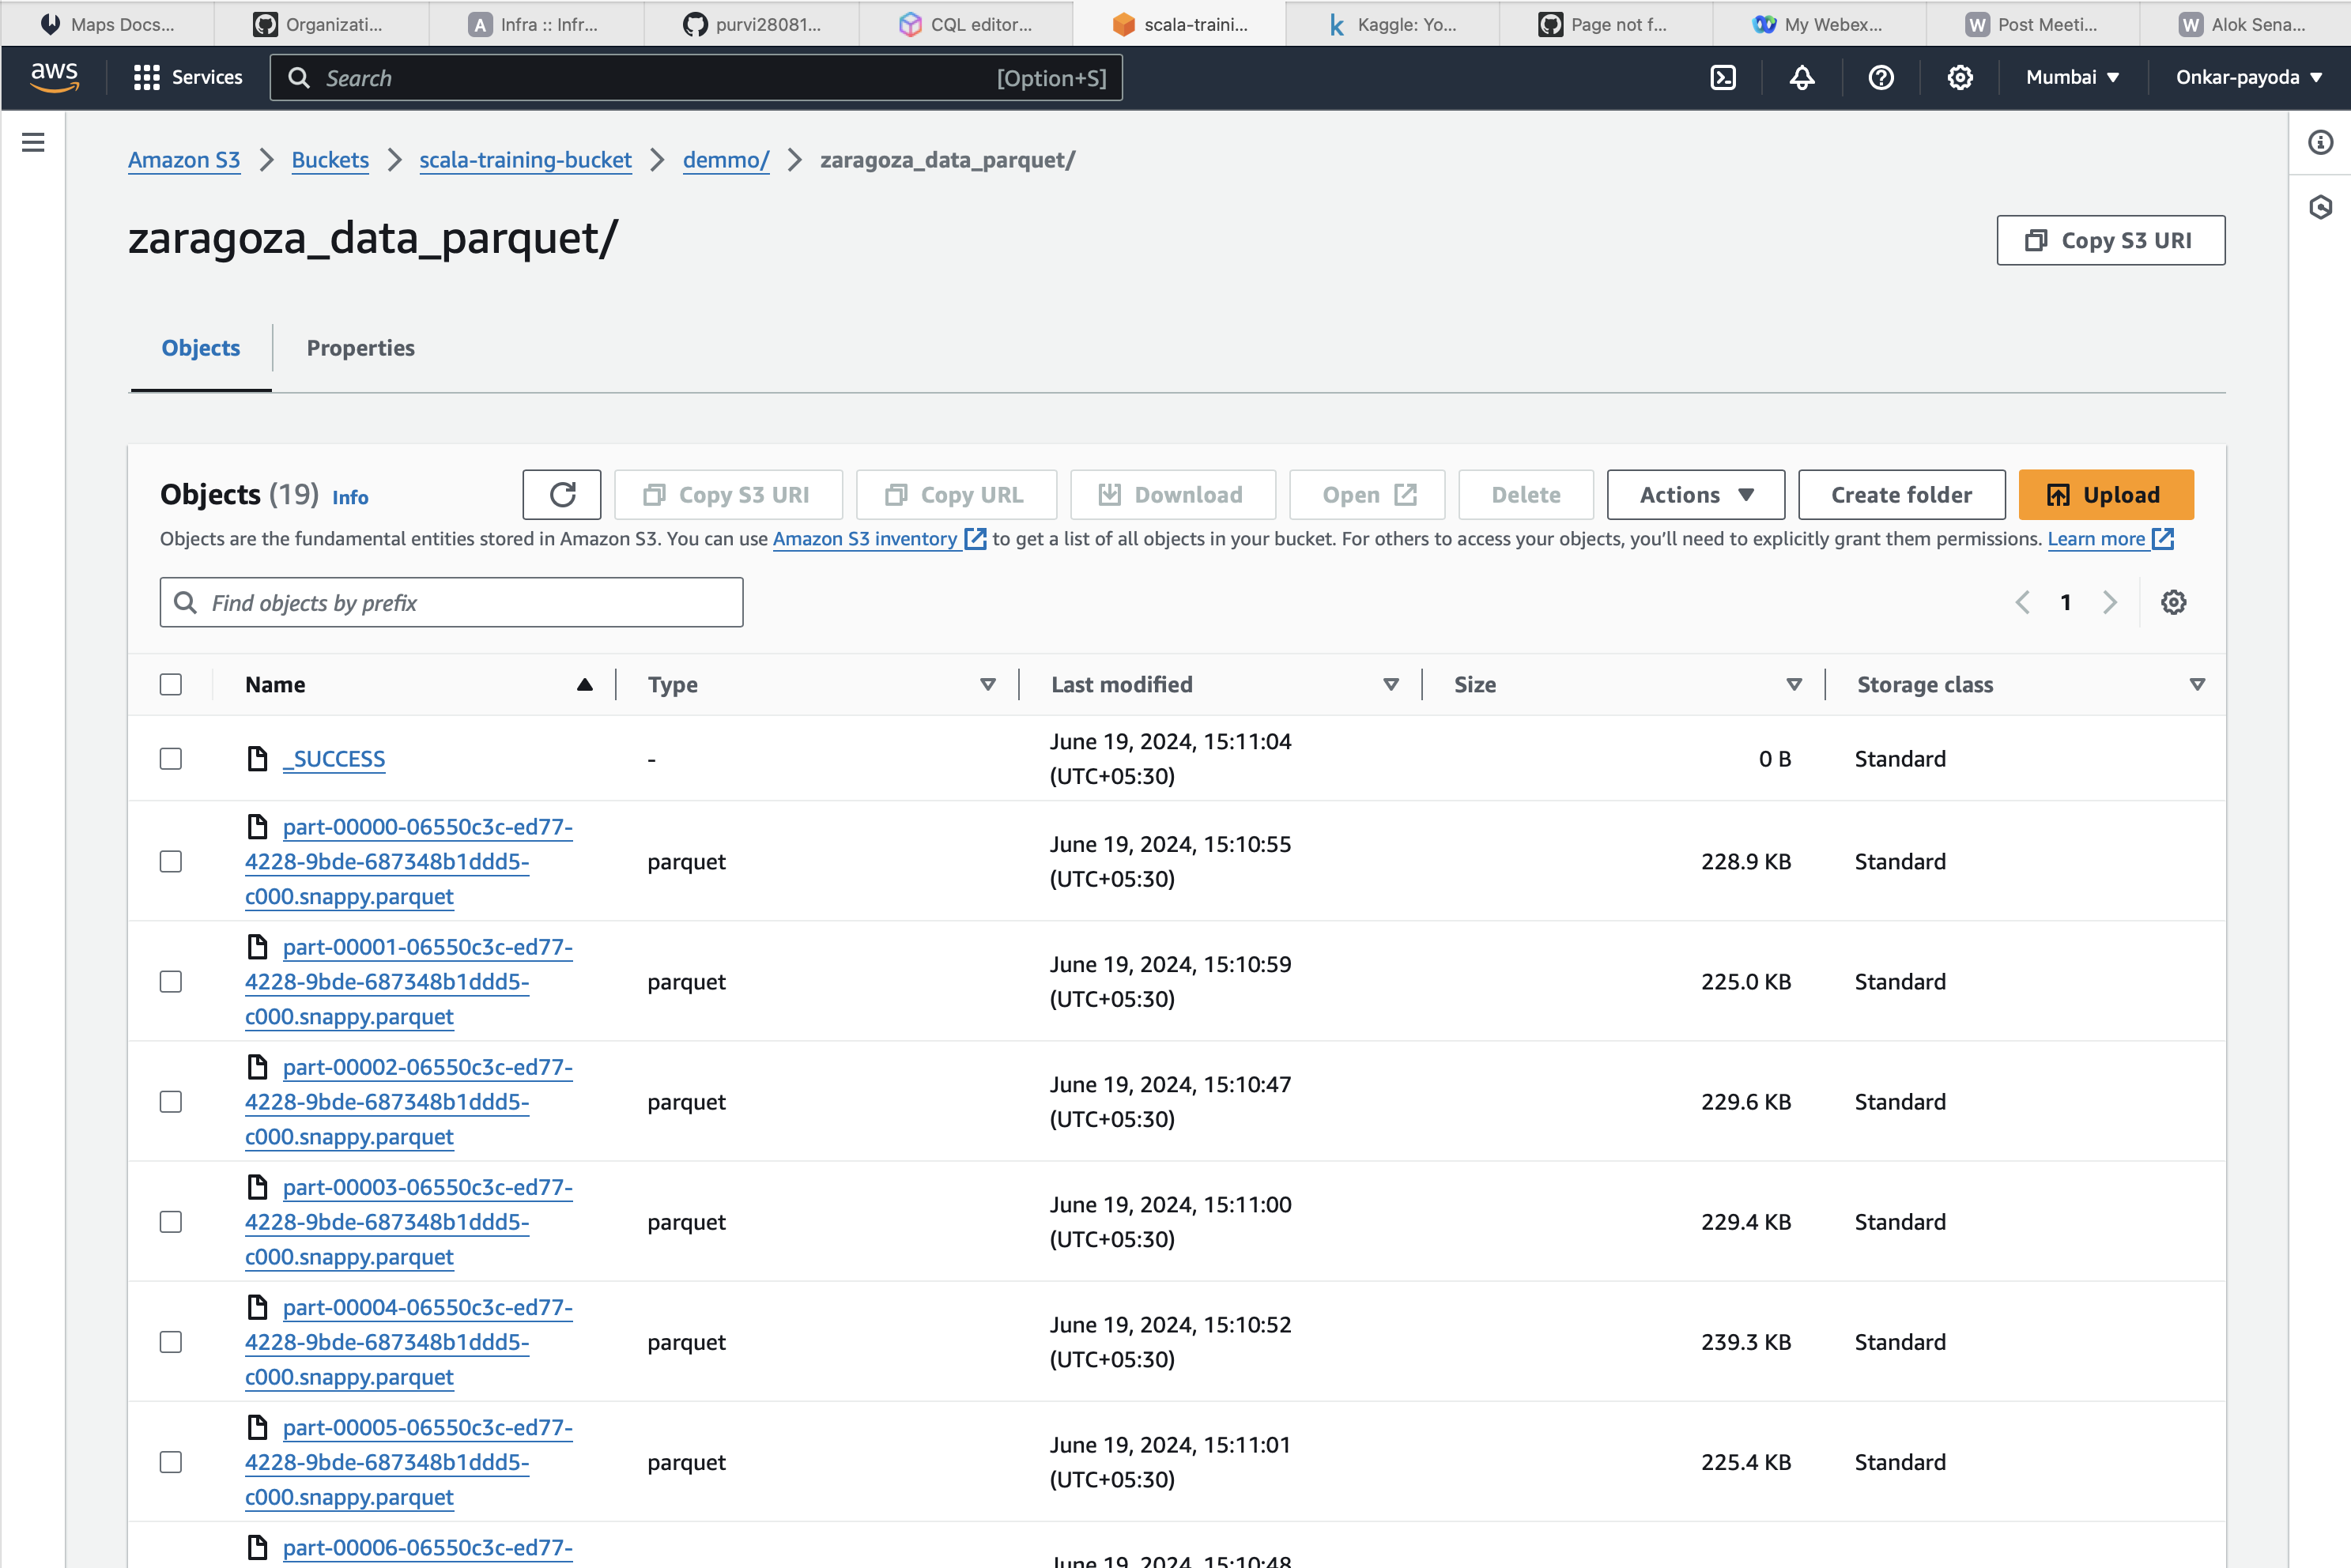 Maps Docs...
Organizati...
A
Infra :: Infr...
purvi28081...
CQL editor...
scala-traini...
k
Kaggle: Yo...
Page not f...
My Webex...
W
Post Meeti...
W
Alok Sena...
aws
Services
Search
[Option+S]
Mumbai
Onkar-payoda
Amazon S3
Buckets
scala-training-bucket
demmo/
zaragoza_data_parquet/
zaragoza_data_parquet/
Copy S3 URI
Objects
Properties
Objects (19) Info
Copy S3 URI
Copy URL
Download
Open
Delete
Actions
Create folder
Upload
Objects are the fundamental entities stored in Amazon S3. You can use Amazon S3 inventory to get a list of all objects in your bucket. For others to access your objects, you'll need to explicitly grant them permissions. Learn more
Find objects by prefix
1
Name
Type
Last modified
Size
Storage class
_SUCCESS
-
June 19, 2024, 15:11:04
(UTC+05:30)
0 B
Standard
part-00000-06550c3c-ed77-
4228-9bde-687348b1ddd5-
c000.snappy.parquet
parquet
June 19, 2024, 15:10:55
(UTC+05:30)
228.9 KB
Standard
part-00001-06550c3c-ed77-
4228-9bde-687348b1ddd5-
c000.snappy.parquet
parquet
June 19, 2024, 15:10:59
(UTC+05:30)
225.0 KB
Standard
part-00002-06550c3c-ed77-
4228-9bde-687348b1ddd5-
c000.snappy.parquet
parquet
June 19, 2024, 15:10:47
(UTC+05:30)
229.6 KB
Standard
part-00003-06550c3c-ed77-
4228-9bde-687348b1ddd5-
c000.snappy.parquet
parquet
June 19, 2024, 15:11:00
(UTC+05:30)
229.4 KB
Standard
part-00004-06550c3c-ed77-
4228-9bde-687348b1ddd5-
c000.snappy.parquet
parquet
June 19, 2024, 15:10:52
(UTC+05:30)
239.3 KB
Standard
part-00005-06550c3c-ed77-
4228-9bde-687348b1ddd5-
c000.snappy.parquet
parquet
June 19, 2024, 15:11:01
(UTC+05:30)
225.4 KB
Standard
part-00006-06550c3c-ed77-
June 19, 2024, 15:10:48